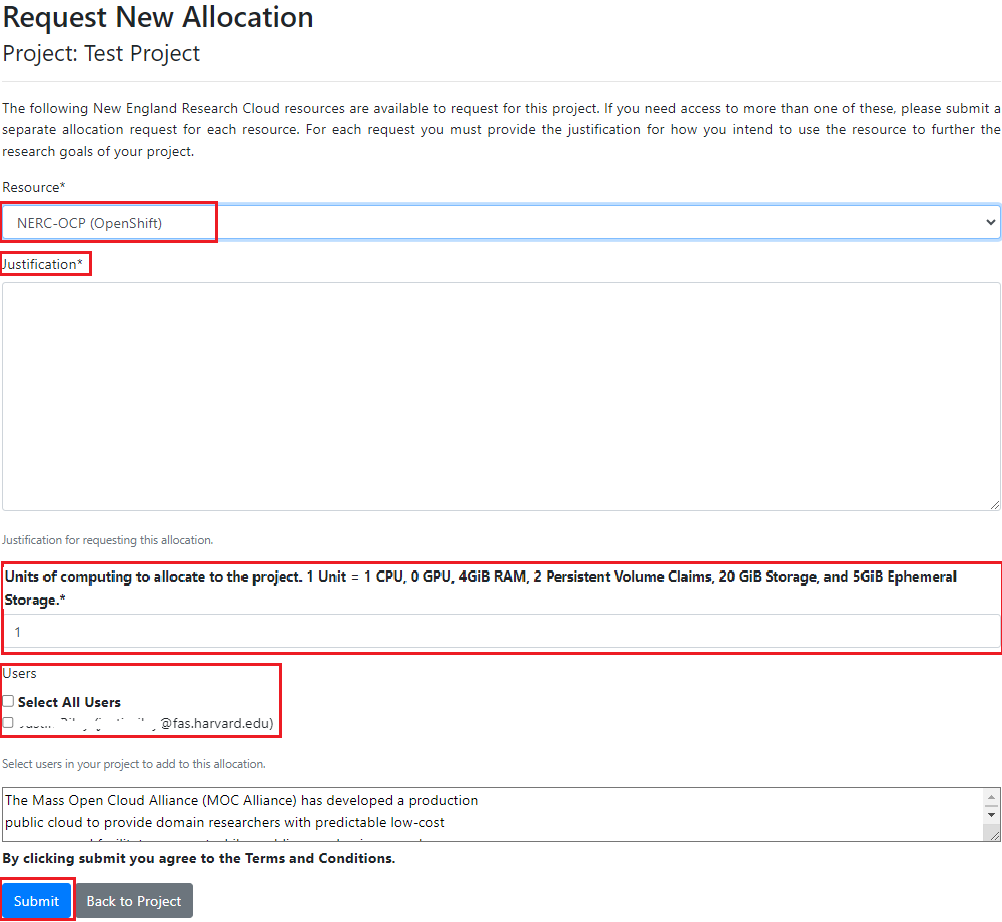 Request New Allocation
Project: Test Project
The following New England Research Cloud resources are available to request for this project. If you need access to more than one of these, please submit a
separate allocation request for each resource. For each request you must provide the justification for how you intend to use the resource to further the
research goals of your project.
Resource*
NERC-OCP (OpenShift)
Justification*
Justification for requesting this allocation.
Units of computing to allocate to the project. 1 Unit = 1 CPU, 0 GPU, 4GiB RAM, 2 Persistent Volume Claims, 20 GiB Storage, and 5GiB Ephemeral
Storage.*
1
Users
Select All Users
@fas.harvard.edu)
Select users in your project to add to this allocation.
The Mass Open Cloud Alliance (MOC Alliance) has developed a production
public cloud to provide domain researchers with predictable low-cost
By clicking submit you agree to the Terms and Conditions.
Submit Back to Project